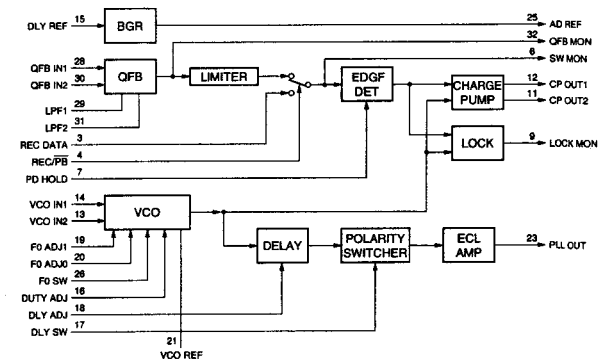 DLY REF 15
BGR
25 AD REF
32 QFB MON
6 SW MON
QFB IN1 28
QFB IN2 30
QFB
LIMITER
EDGF DET
CHARGE PUMP
12 CP OUT1
11 CP OUT2
LPF1 29
LPF2 31
REC DATA 3
REC/PB 4
PD HOLD 7
LOCK
9 LOCK MON
VCO IN1 14
VCO IN2 13
VCO
F0 ADJ1 19
F0 ADJ0 20
F0 SW 26
DUTY ADJ 16
DLY ADJ 18
DLY SW 17
DELAY
POLARITY SWITCHER
ECL AMP
23 PLL OUT
21
VCO REF